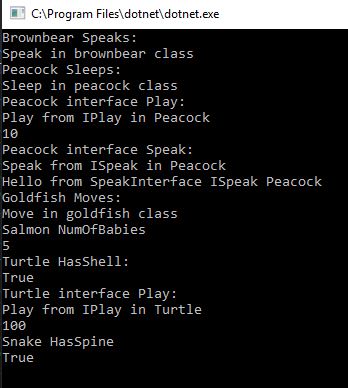 C:\Program Files\dotnet\dotnet.exe
Brownbear Speaks:
Speak in brownbear class
Peacock Sleeps:
Sleep in peacock class
Peacock interface Play:
Play from IPlay in Peacock
10
Peacock interface Speak:
Speak from ISpeak in Peacock
Hello from SpeakInterface ISpeak Peacock
Goldfish Moves:
Move in goldfish class
Salmon NumOfBabies
5
Turtle HasShell:
True
Turtle interface Play:
Play from IPlay in Turtle
100
Snake HasSpine
True